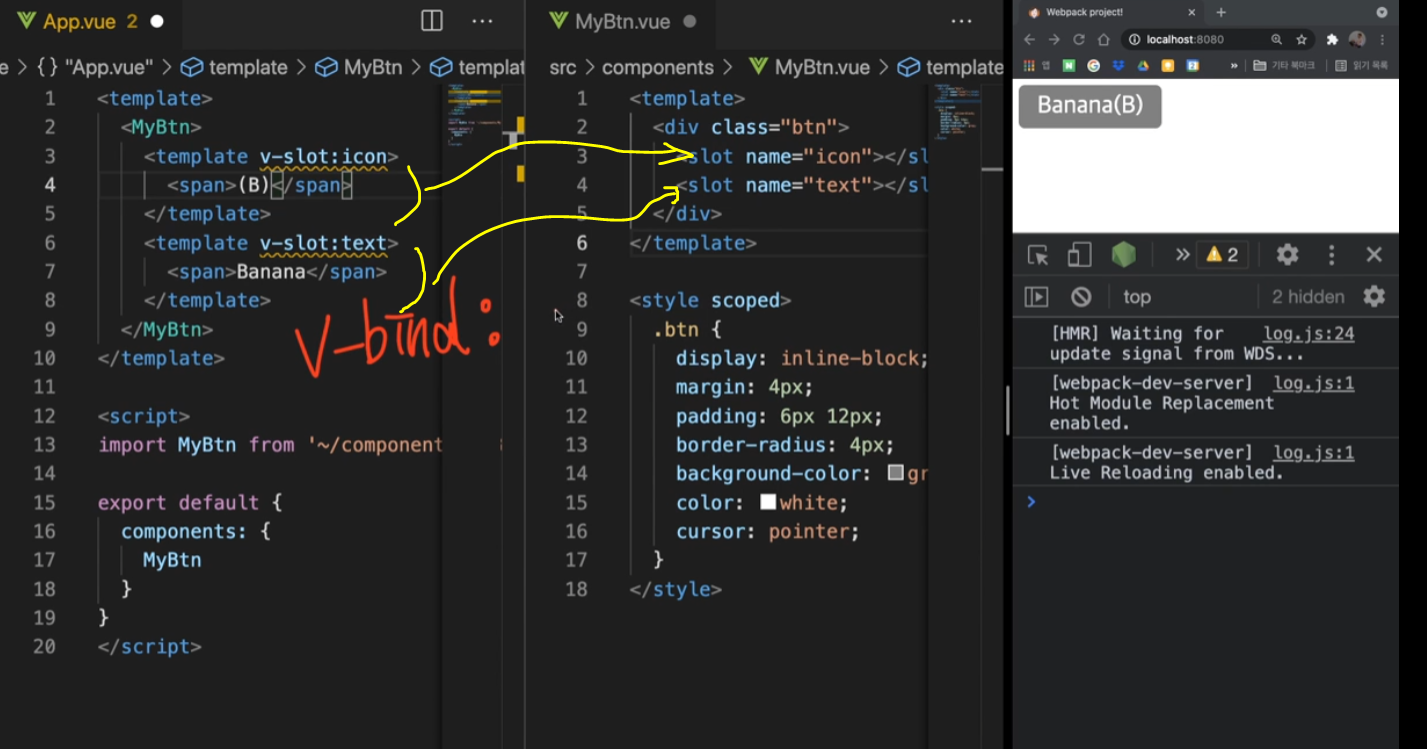 App.vue 2
e > {} "App.vue" > template > MyBtn > templat
1 <template>
2 <MyBtn>
3 <template v-slot:icon>
4 <span>(B)</span>
5 </template>
6 <template v-slot:text>
7 <span>Banana</span>
8 </template>
9 </MyBtn>
10 </template>
11
12 <script>
13 import MyBtn from '~/component
14
15 export default {
16 components: {
17 MyBtn
18 }
19 }
20 </script>
v-bind:
MyBtn.vue
src > components > MyBtn.vue > template
1 <template>
2 <div class="btn">
3 <slot name="icon"></sl
4 <slot name="text"></sl
5 </div>
6 </template>
7
8 <style scoped>
9 .btn {
10 display: inline-block;
11 margin: 4px;
12 padding: 6px 12px;
13 border-radius: 4px;
14 background-color: gr
15 color: white;
16 cursor: pointer;
17 }
18 </style>
Webpack project!
localhost:8080
앱 » 기타 북마크 읽기 목록
Banana(B)
» 2
top 2 hidden
[HMR] Waiting for log.js:24
update signal from WDS...
[webpack-dev-server] log.js:1
Hot Module Replacement
enabled.
[webpack-dev-server] log.js:1
Live Reloading enabled.
>